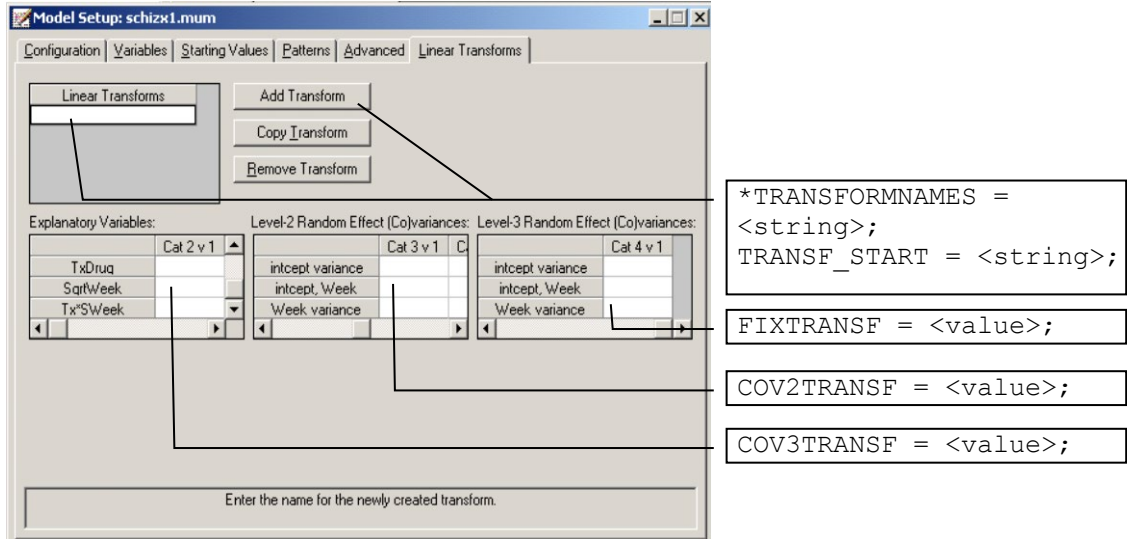 Model Setup: schizx1.mum
Configuration Variables Starting Values Patterns Advanced Linear Transforms
Linear Transforms
Add Transform
Copy Transform
Remove Transform
Explanatory Variables: Level-2 Random Effect (Co)variances: Level-3 Random Effect (Co)variances:
Cat 2 v 1
TxDrug
SqrtWeek
Tx*SWeek
Cat 3 v 1 C
intcept variance
intcept, Week
Week variance
Cat 4 v 1
intcept variance
intcept, Week
Week variance
Enter the name for the newly created transform.
*TRANSFORMNAMES =
<string>;
TRANSF_START = <string>;
FIXTRANSF = <value>;
COV2TRANSF = <value>;
COV3TRANSF = <value>;